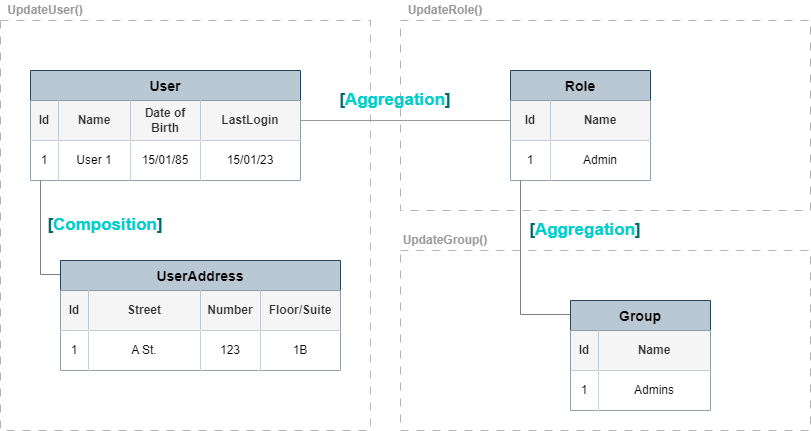 UpdateUser()
UpdateRole()
User
Id Name Date of Birth LastLogin
1 User 1 15/01/85 15/01/23
[Aggregation]
Role
Id Name
1 Admin
[Composition]
[Aggregation]
UpdateGroup()
UserAddress
Id Street Number Floor/Suite
1 A St. 123 1B
Group
Id Name
1 Admins